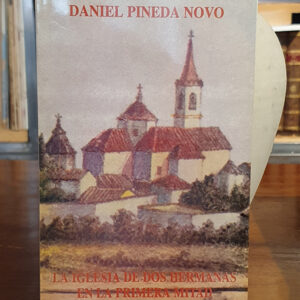 DANIEL PINEDA NOVO
LA IGLESIA DE DOS HERMANAS
EN LA PRIMERA MITAD